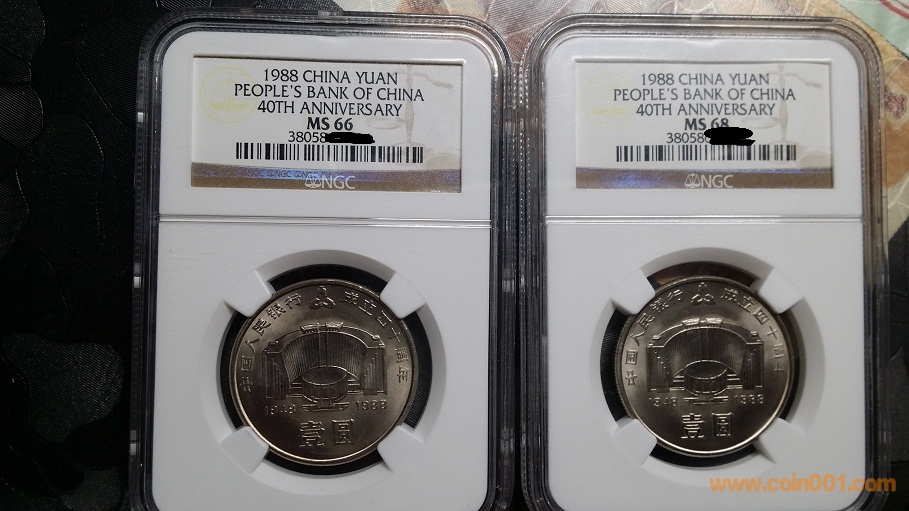 1988 CHINA YUAN
PEOPLE'S BANK OF CHINA
40TH ANNIVERSARY
MS 66
38058
NGC NGC NGC
中国人民银行 成立四十周年
1948 1988
壹圆
1988 CHINA YUAN
PEOPLE'S BANK OF CHINA
40TH ANNIVERSARY
MS 68
38058
NGC
中国人民银行 成立四十周年
1948 1988
壹圆
www.coin001.com